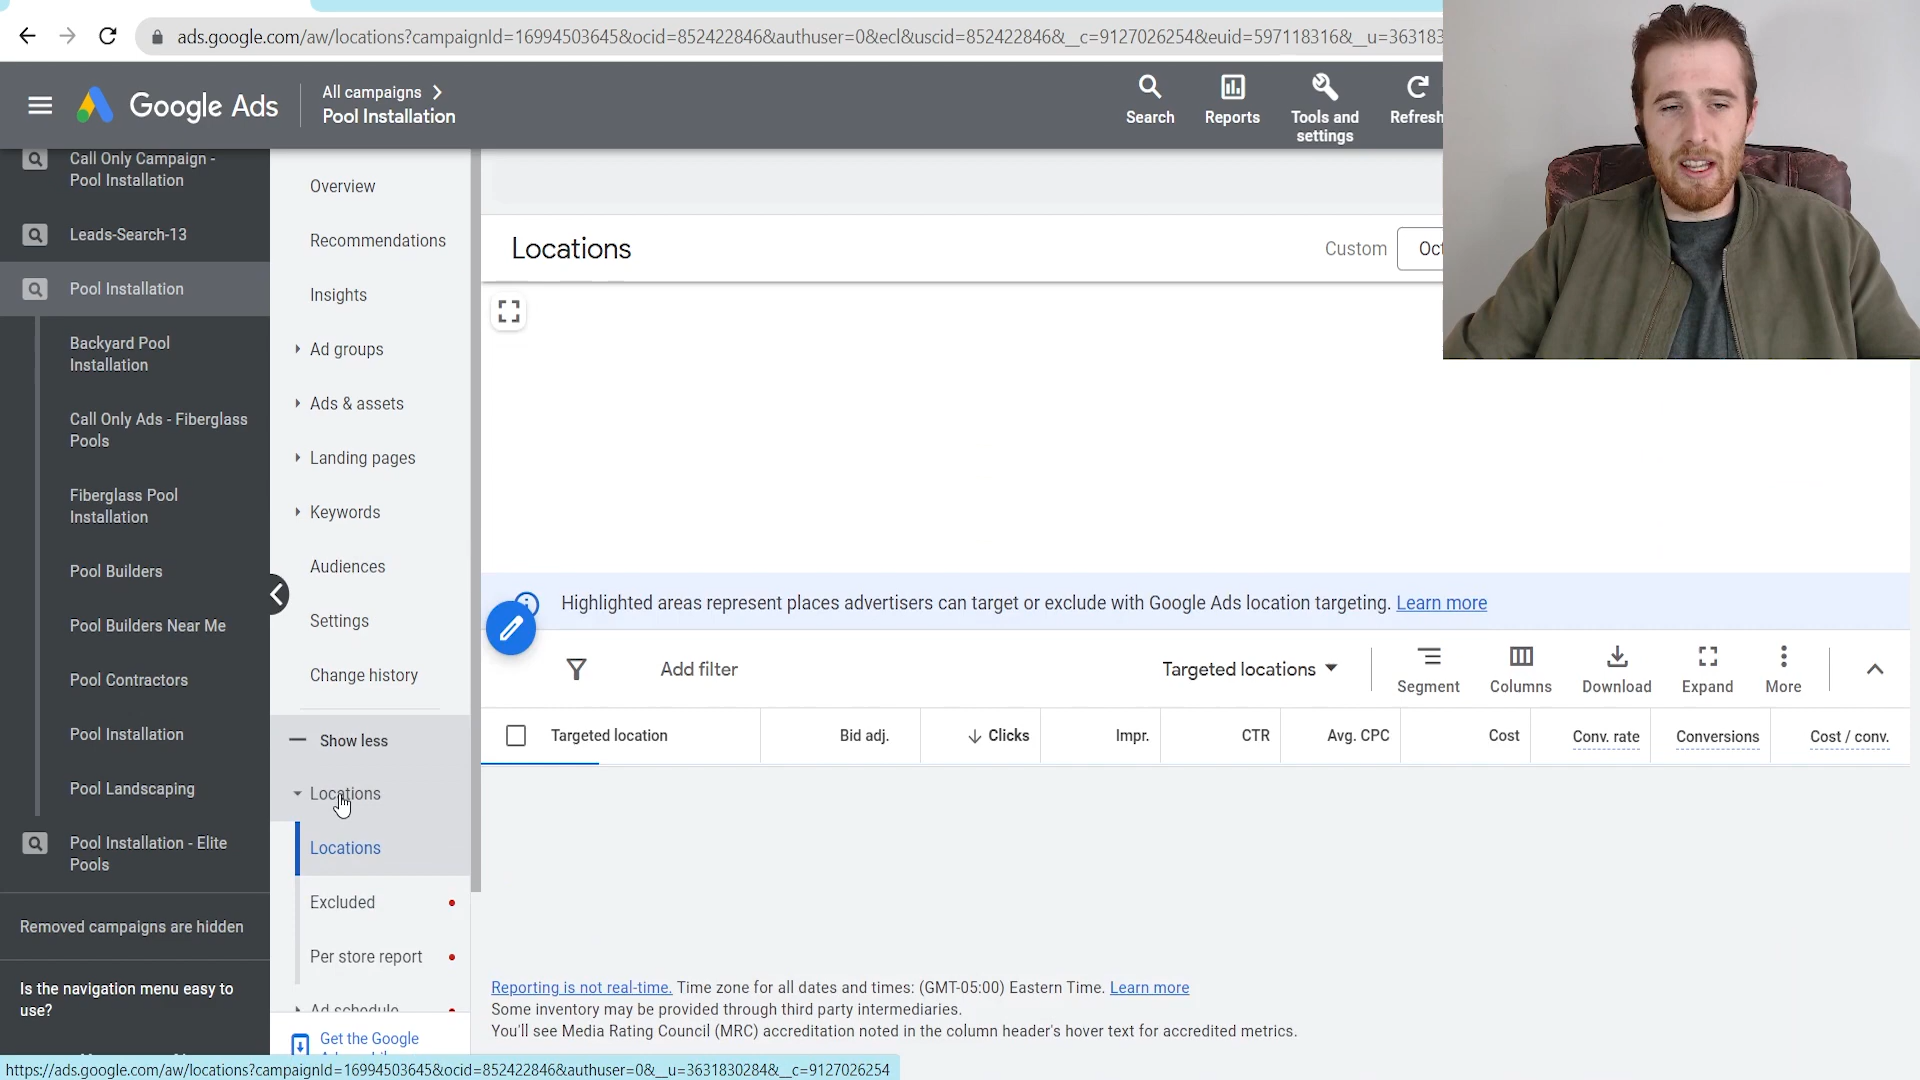 ads.google.com/aw/locations?campaignId=16994503645&ocid=852422846&authuser=0&ecl&uscid=852422846&__c=9127026254&euid=5971183​16&__u=363183
Google Ads
All campaigns
Pool Installation
Search
Reports
Tools and
settings
Refresh
Call Only Campaign -
Pool Installation
Leads-Search-13
Pool Installation
Backyard Pool
Installation
Call Only Ads - Fiberglass
Pools
Fiberglass Pool
Installation
Pool Builders
Pool Builders Near Me
Pool Contractors
Pool Installation
Pool Landscaping
Pool Installation - Elite
Pools
Removed campaigns are hidden
Is the navigation menu easy to
use?
Overview
Recommendations
Insights
Ad groups
Ads & assets
Landing pages
Keywords
Audiences
Settings
Change history
Show less
Locations
Locations
Excluded
Per store report
Ad schedule
Get the Google
Locations
Custom
Oct
Highlighted areas represent places advertisers can target or exclude with Google Ads location targeting. Learn more
Add filter
Targeted locations
Segment
Columns
Download
Expand
More
Targeted location
Bid adj.
Clicks
Impr.
CTR
Avg. CPC
Cost
Conv. rate
Conversions
Cost / conv.
Reporting is not real-time. Time zone for all dates and times: (GMT-05:00) Eastern Time. Learn more
Some inventory may be provided through third party intermediaries.
You'll see Media Rating Council (MRC) accreditation noted in the column header's hover text for accredited metrics.
https://ads.google.com/aw/locations?campaignId=16994503645&ocid=852422846&authuser=0&__u=3631830284&__c=9127026254